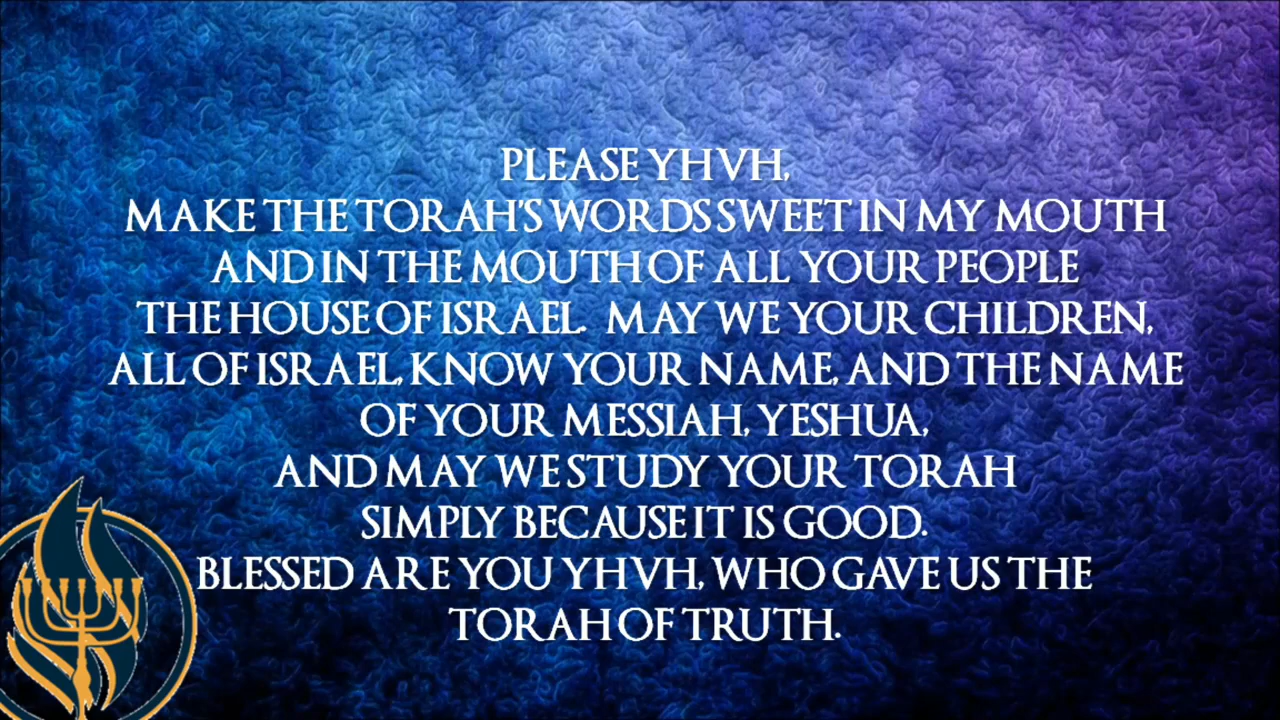 PLEASE YHVH,
MAKE THE TORAH'S WORDS SWEET IN MY MOUTH
AND IN THE MOUTH OF ALL YOUR PEOPLE
THE HOUSE OF ISRAEL. MAY WE YOUR CHILDREN,
ALL OF ISRAEL, KNOW YOUR NAME, AND THE NAME
OF YOUR MESSIAH, YESHUA,
AND MAY WE STUDY YOUR TORAH
SIMPLY BECAUSE IT IS GOOD.
BLESSED ARE YOU YHVH, WHO GAVE US THE
TORAH OF TRUTH.